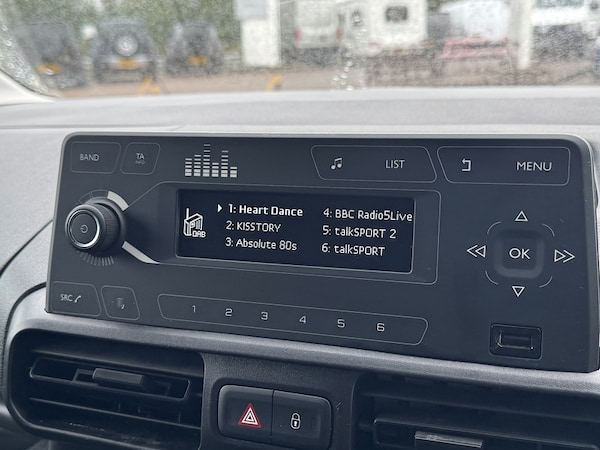 BAND
TA
INFO
LIST
MENU
1: Heart Dance
2: KISSTORY
3: Absolute 80s
4: BBC Radio5Live
5: talkSPORT 2
6: talkSPORT
DAB
OK
SRC
1 2 3 4 5 6